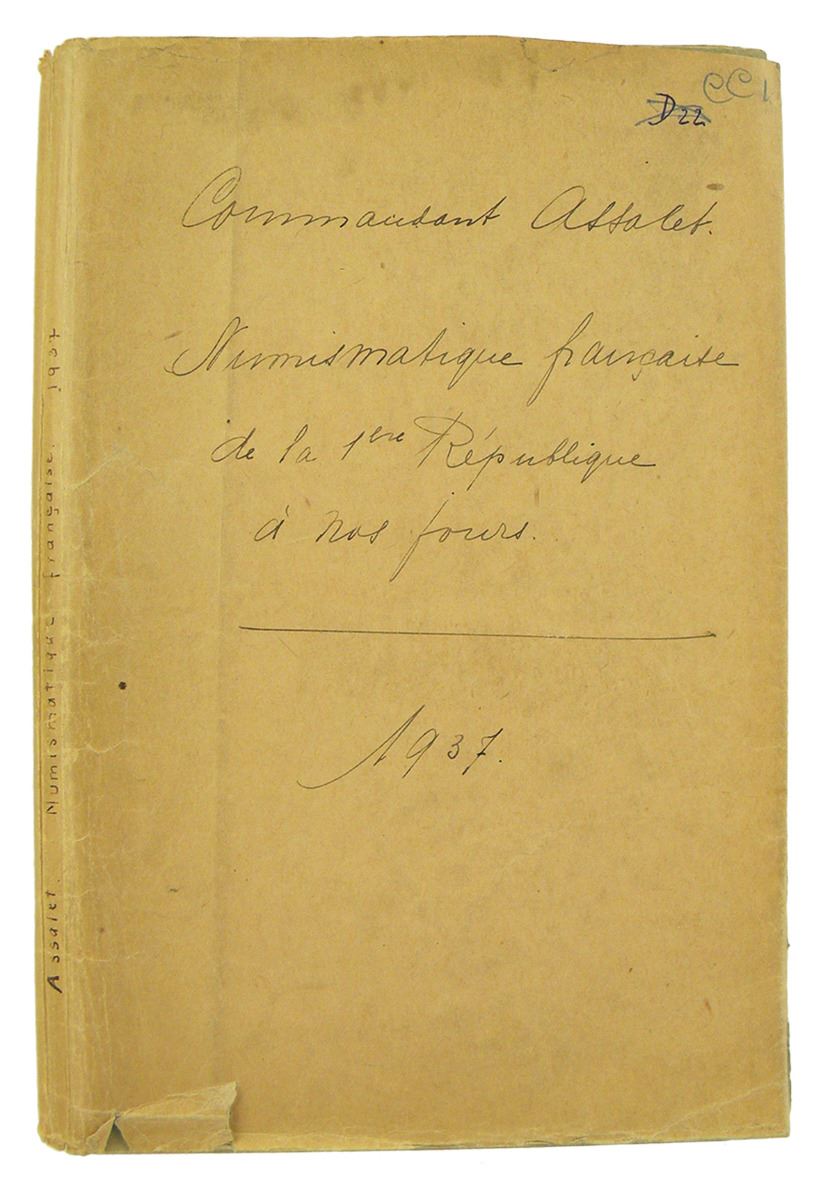 CC1
D22
Commandant Assalet.
Numismatique française
de la 1ère République
à nos jours.
1937.
Assalet. Numismatique française. 1937